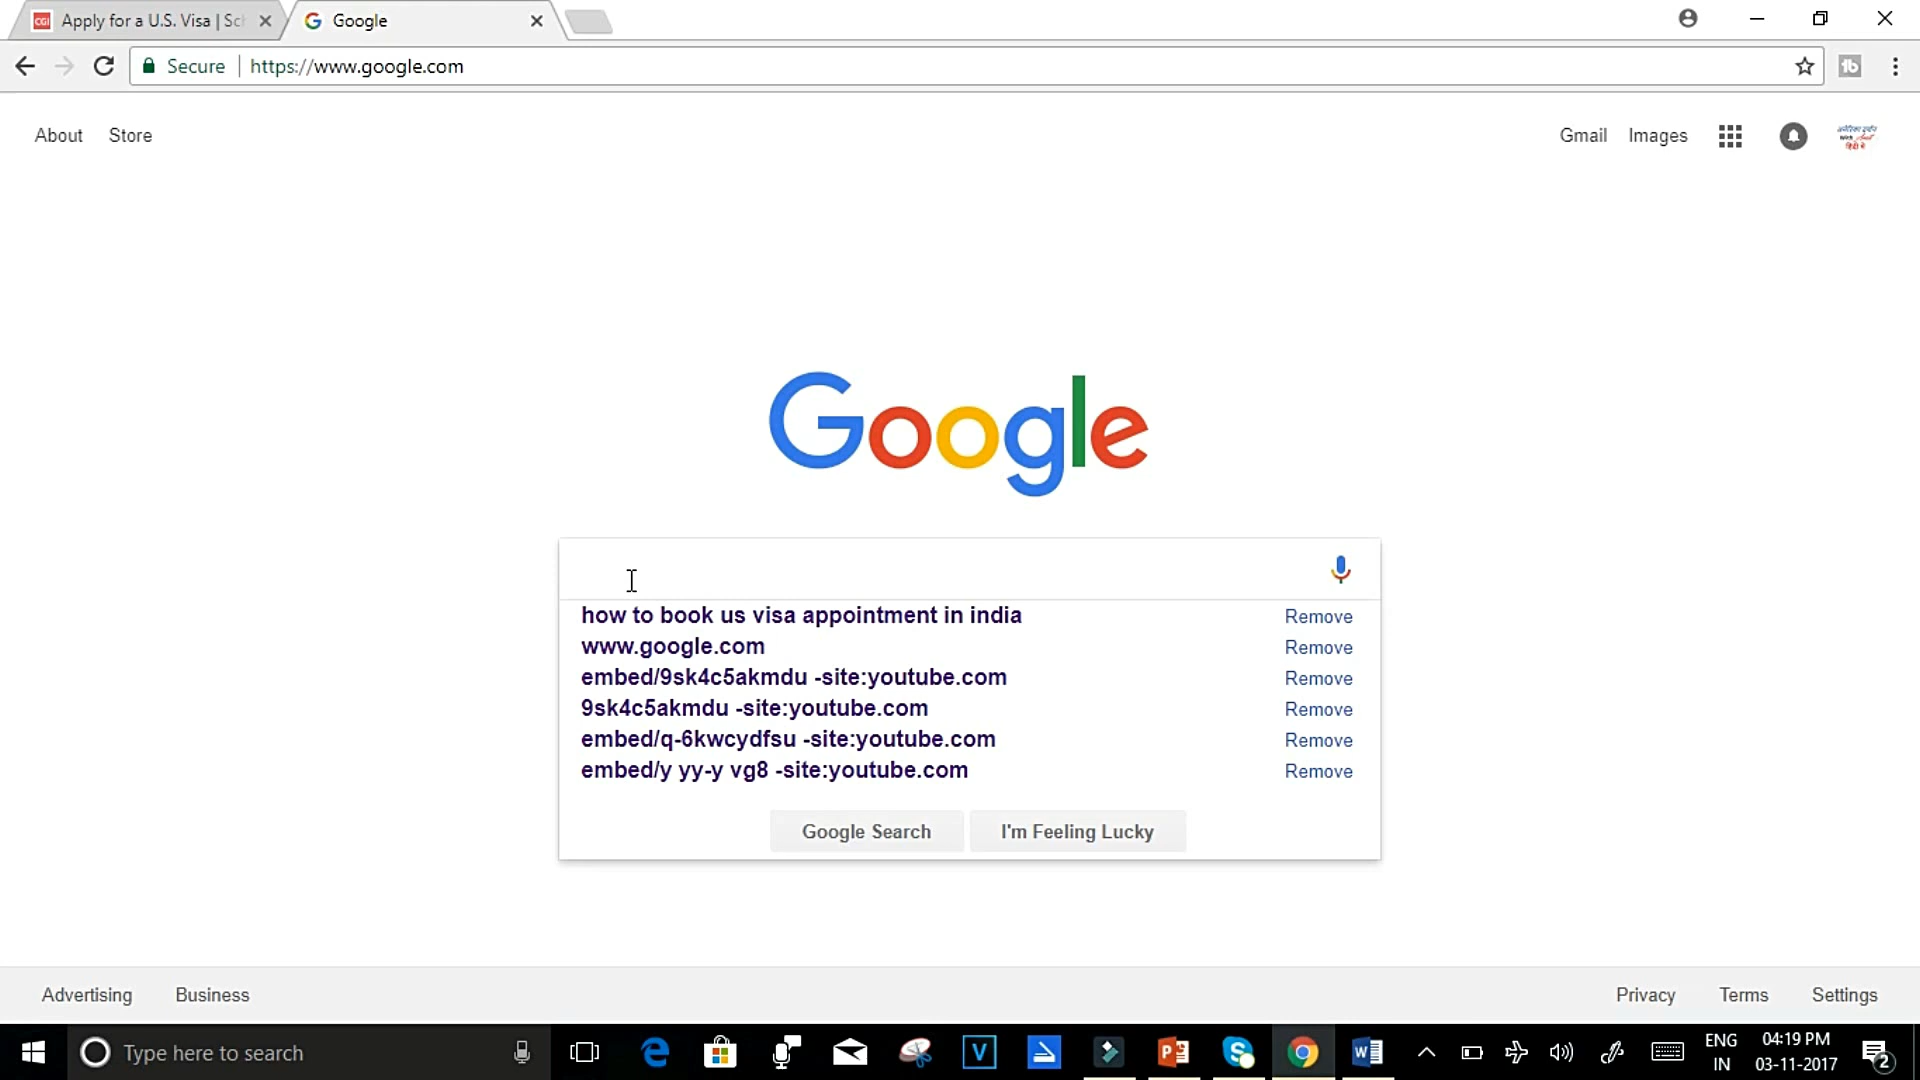 CGI Apply for a U.S. Visa | Sch
Google
Secure https://www.google.com
About Store
Gmail Images
Google
how to book us visa appointment in india Remove
www.google.com Remove
embed/9sk4c5akmdu -site:youtube.com Remove
9sk4c5akmdu -site:youtube.com Remove
embed/q-6kwcydfsu -site:youtube.com Remove
embed/y yy-y vg8 -site:youtube.com Remove
Google Search I'm Feeling Lucky
Advertising Business
Privacy Terms Settings
Type here to search
ENG 04:19 PM
IN 03-11-2017
2